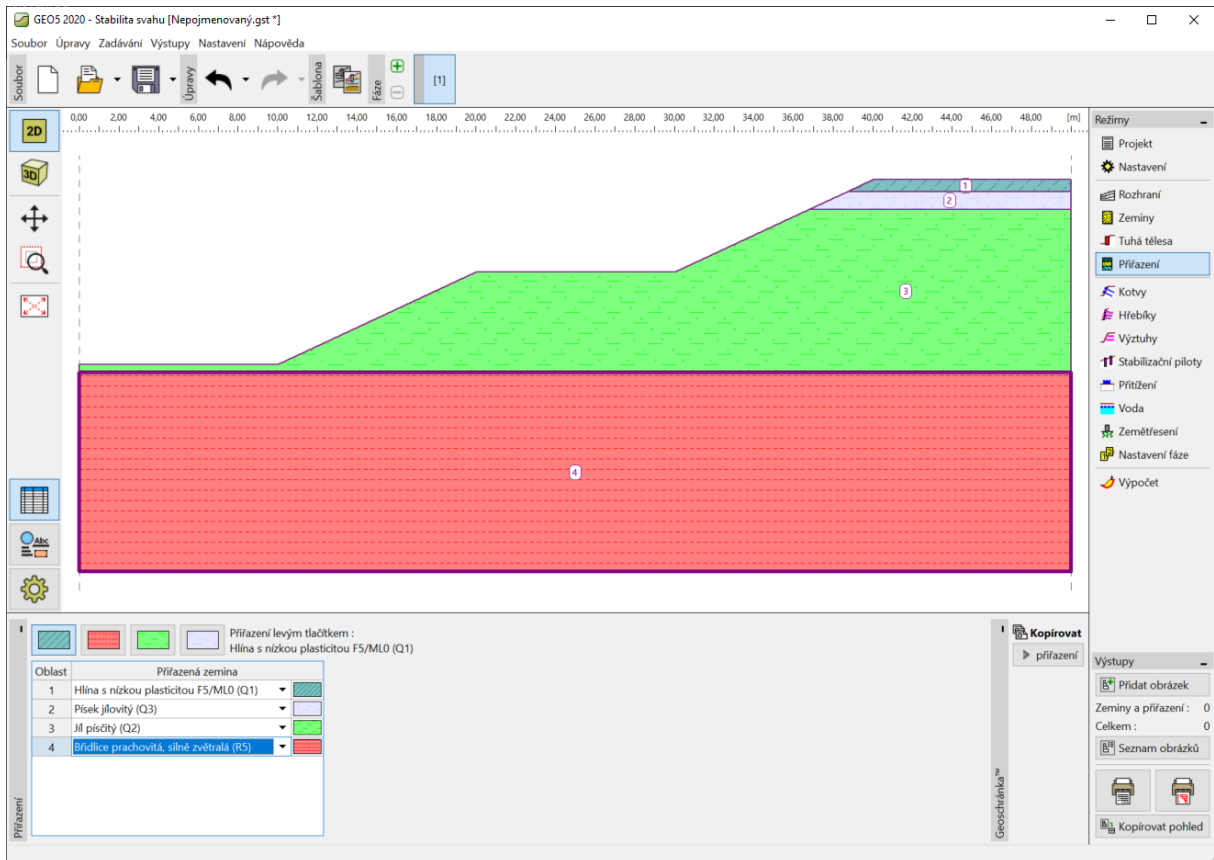 GEO5 2020 - Stabilita svahu [Nepojmenovaný.gst *]
Soubor Úpravy Zadávání Výstupy Nastavení Nápověda
Soubor
Úpravy
Šablona
Fáze
[1]
2D
3D
0,00 2,00 4,00 6,00 8,00 10,00 12,00 14,00 16,00 18,00 20,00 22,00 24,00 26,00 28,00 30,00 32,00 34,00 36,00 38,00 40,00 42,00 44,00 46,00 48,00 [m]
1
2
3
4
Abc
Režimy
Projekt
Nastavení
Rozhraní
Zeminy
Tuhá tělesa
Přiřazení
Kotvy
Hřebíky
Výztuhy
Stabilizační piloty
Přitížení
Voda
Zemětřesení
Nastavení fáze
Výpočet
Přiřazení
Přiřazení levým tlačítkem :
Hlína s nízkou plasticitou F5/ML0 (Q1)
Oblast Přiřazená zemina
1 Hlína s nízkou plasticitou F5/ML0 (Q1)
2 Písek jílovitý (Q3)
3 Jíl písčitý (Q2)
4 Břidlice prachovitá, silně zvětralá (R5)
Geoschránka™
Kopírovat
přiřazení
Výstupy
Přidat obrázek
Zeminy a přiřazení : 0
Celkem : 0
Seznam obrázků
Kopírovat pohled